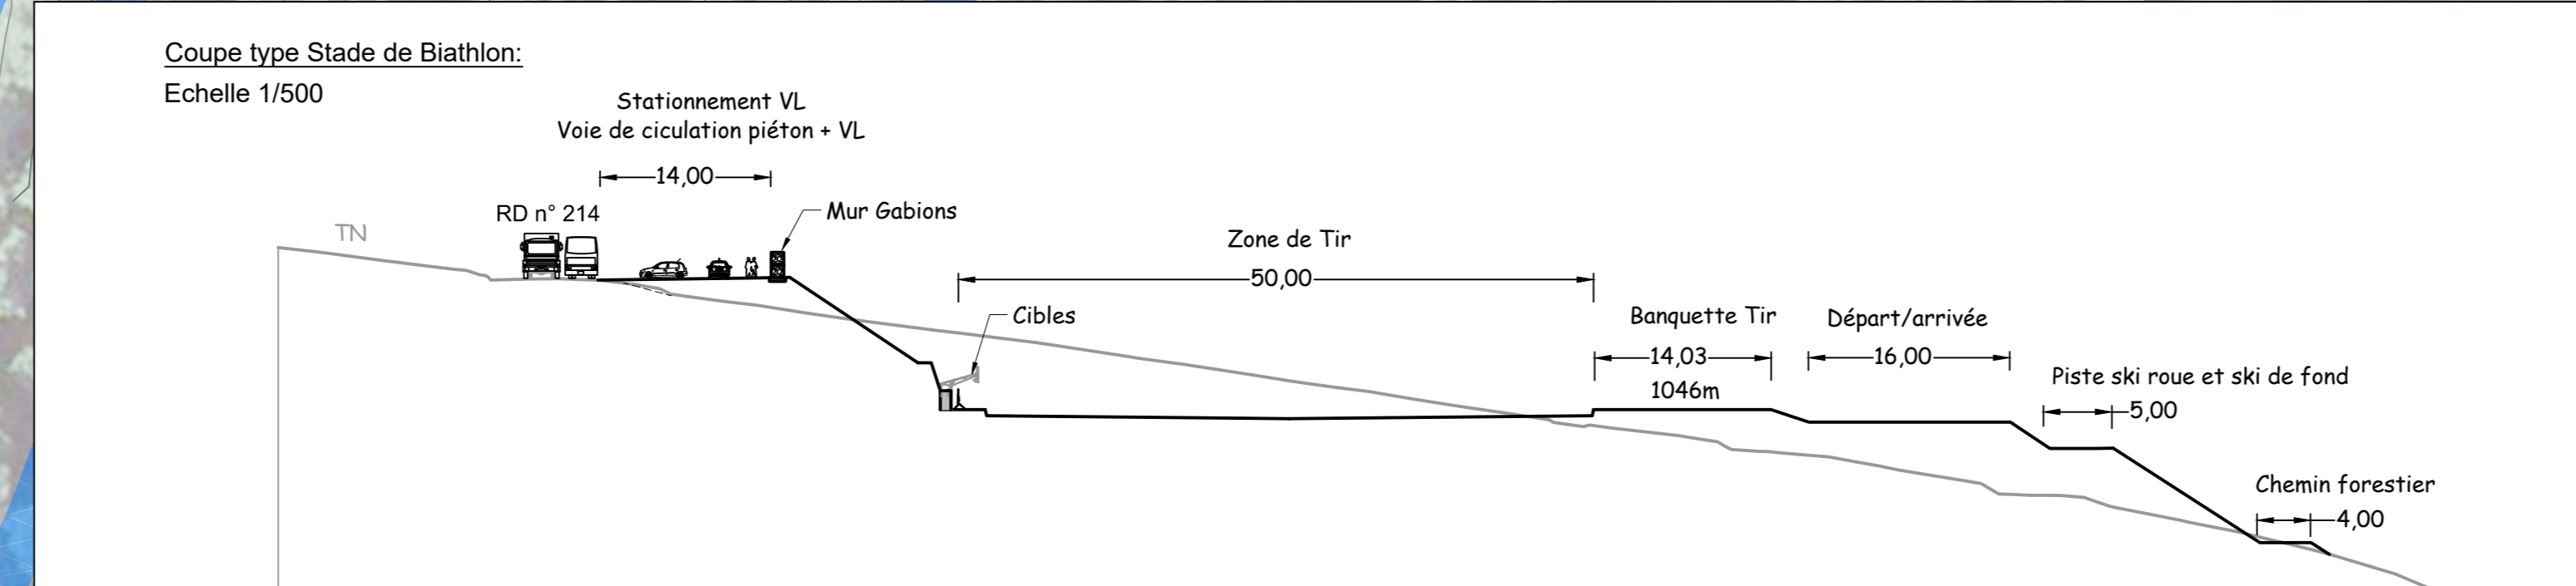 Coupe type Stade de Biathlon:
Echelle 1/500
Stationnement VL
Voie de ciculation piéton + VL
14,00
RD n° 214
Mur Gabions
TN
Zone de Tir
50,00
Cibles
Banquette Tir
14,03
1046m
Départ/arrivée
16,00
Piste ski roue et ski de fond
5,00
Chemin forestier
4,00